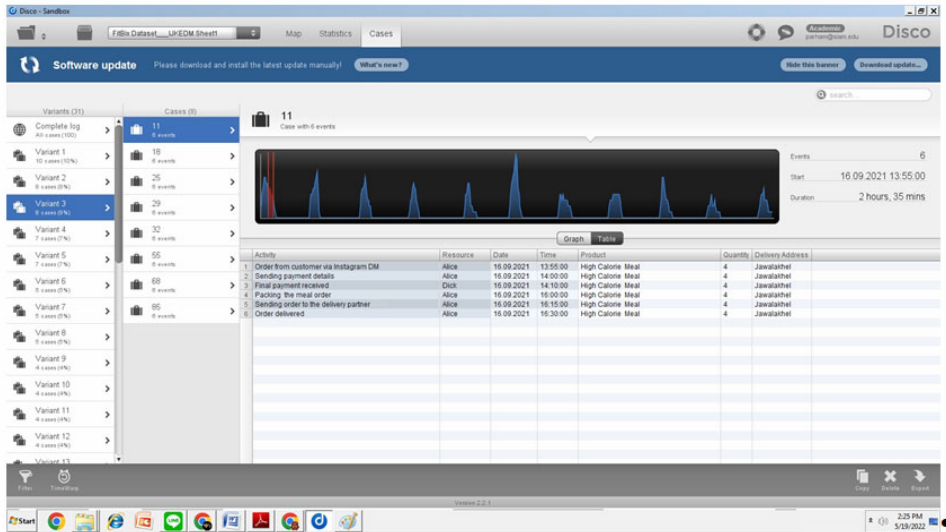 Disco - Sandbox
FitBix Dataset___UKEDM.Sheet1
Map Statistics Cases
Academic
Disco
Software update Please download and install the latest update manually! What's new? Hide this banner Download update...
search...
Variants (31)
Complete log
All cases (100)
Variant 1
10 cases (10%)
Variant 2
8 cases (8%)
Variant 3
8 cases (8%)
Variant 4
7 cases (7%)
Variant 5
7 cases (7%)
Variant 6
Variant 7
Variant 8
Variant 9
4 cases (4%)
Variant 10
4 cases (4%)
Variant 11
4 cases (4%)
Variant 12
4 cases (4%)
Variant 13
Cases (8)
11
6 events
18
6 events
25
6 events
29
6 events
32
6 events
55
6 events
68
6 events
85
6 events
11
Case with 6 events
Events 6
Start 16.09.2021 13:55:00
Duration 2 hours, 35 mins
Graph Table
Activity Resource Date Time Product Quantity Delivery Address
1 Order from customer via Instagram DM Alice 16.09.2021 13:55:00 High Calorie Meal 4 Jawalakhel
2 Sending payment details Alice 16.09.2021 14:00:00 High Calorie Meal 4 Jawalakhel
3 Final payment received Dick 16.09.2021 14:10:00 High Calorie Meal 4 Jawalakhel
4 Packing the meal order Alice 16.09.2021 16:00:00 High Calorie Meal 4 Jawalakhel
5 Sending order to the delivery partner Alice 16.09.2021 16:15:00 High Calorie Meal 4 Jawalakhel
6 Order delivered Alice 16.09.2021 16:30:00 High Calorie Meal 4 Jawalakhel
Filter TimeWarp
Copy Delete Export
Version 2.2.1
Start
LINE
2:25 PM
5/19/2022